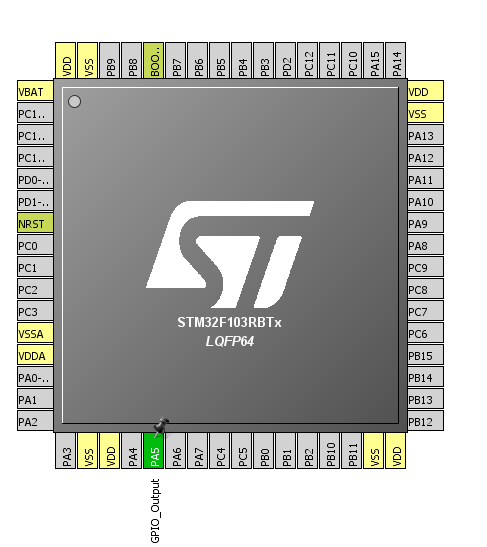 VDD
VSS
PB9
PB8
BOO..
PB7
PB6
PB5
PB4
PB3
PD2
PC12
PC11
PC10
PA15
PA14
VBAT
PC1..
PC1..
PC1..
PD0-..
PD1-..
NRST
PC0
PC1
PC2
PC3
VSSA
VDDA
PA0-..
PA1
PA2
VDD
VSS
PA13
PA12
PA11
PA10
PA9
PA8
PC9
PC8
PC7
PC6
PB15
PB14
PB13
PB12
ST
STM32F103RBTx
LQFP64
PA3
VSS
VDD
PA4
PA5
PA6
PA7
PC4
PC5
PB0
PB1
PB2
PB10
PB11
VSS
VDD
GPIO_Output